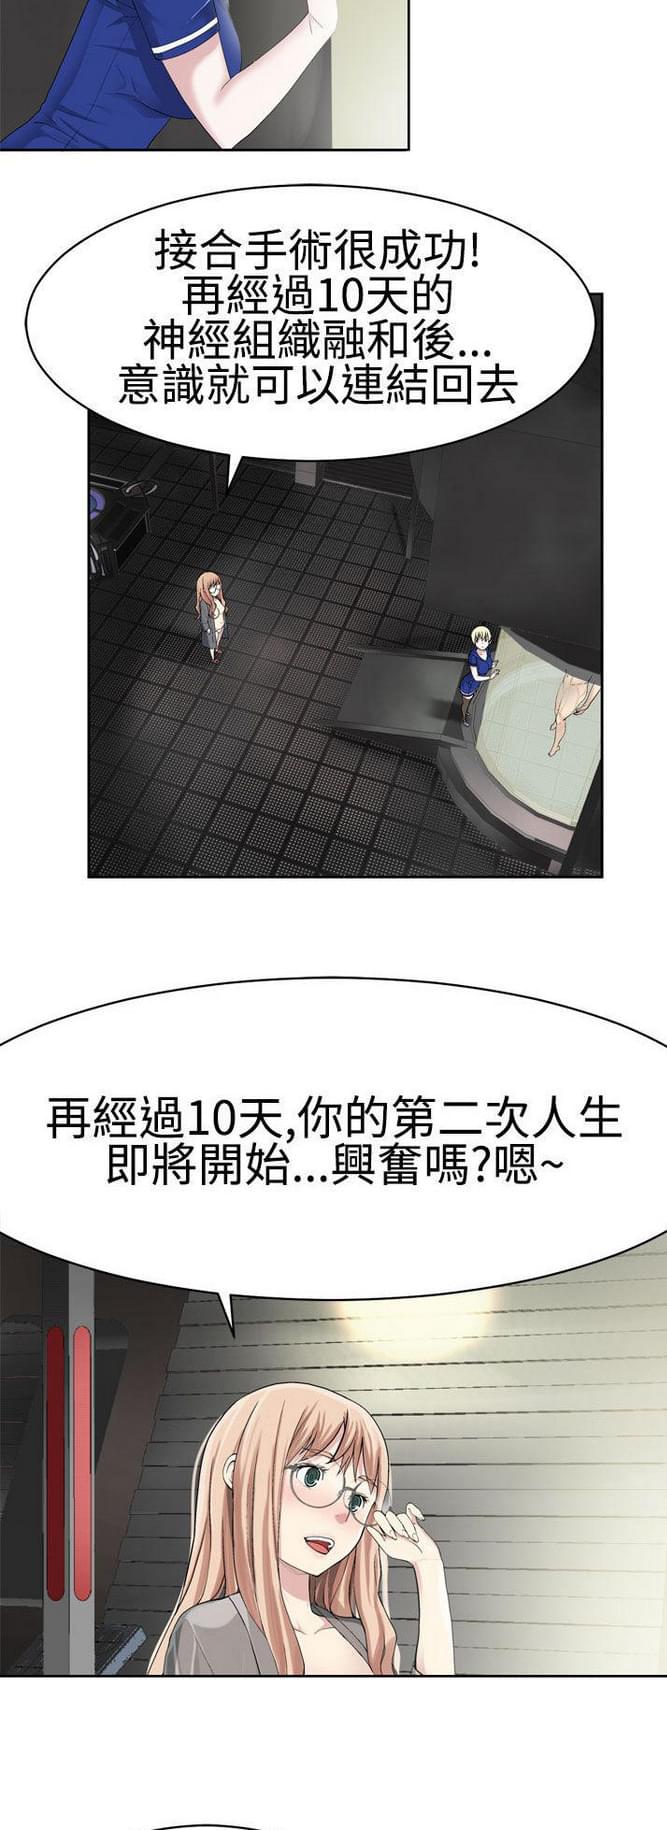 接合手術很成功!
再經過10天的
神經組織融和後...
意識就可以連結回去
再經過10天,你的第二次人生
即將開始...興奮嗎?嗯~